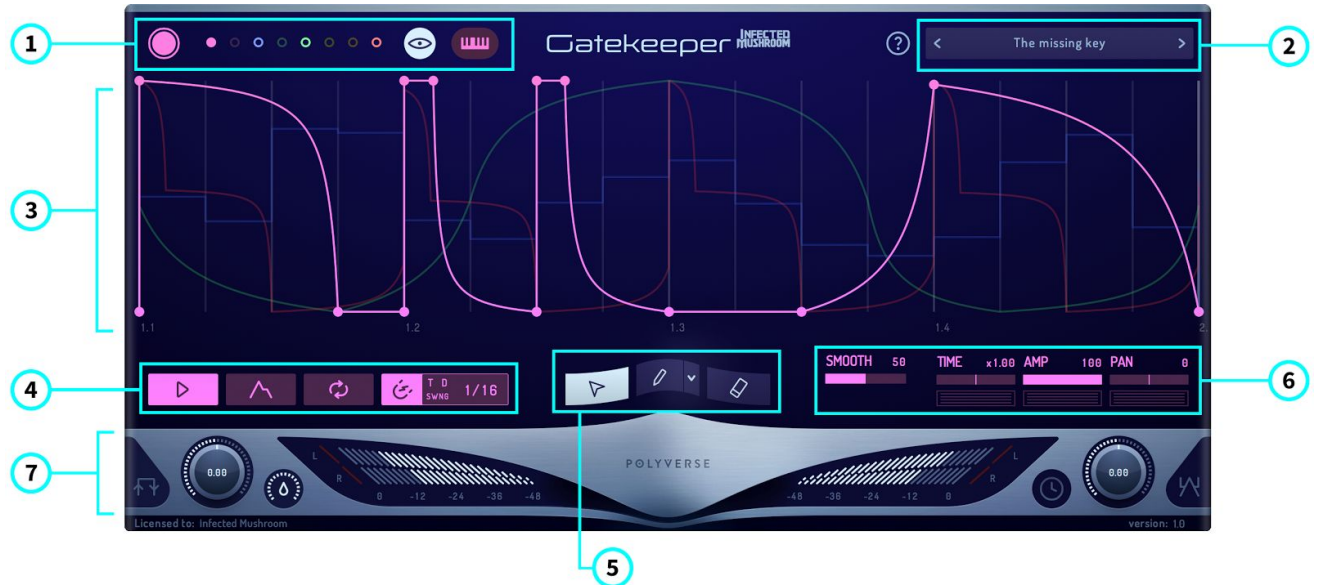 1
Gatekeeper INFECTED MUSHROOM
?
< The missing key >
2
3
1.1 1.2 1.3 1.4 2.
4
T D
SWNG
1/16
SMOOTH 50 TIME x1.00 AMP 100 PAN 0
6
7
0.00
L
R
0 -12 -24 -36 -48
POLYVERSE
-48 -36 -24 -12 0
L
R
0.00
Licensed to: Infected Mushroom
version: 1.0
5